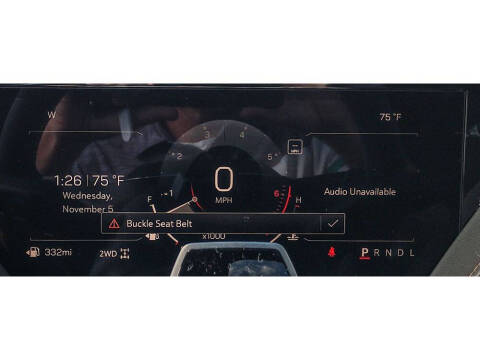 W 75 °F
3 4
2 5
1:26 75 °F
0
MPH
1 6
Wednesday,
November 5
F H
Audio Unavailable
Buckle Seat Belt
x1000
332mi 2WD
P R N D L